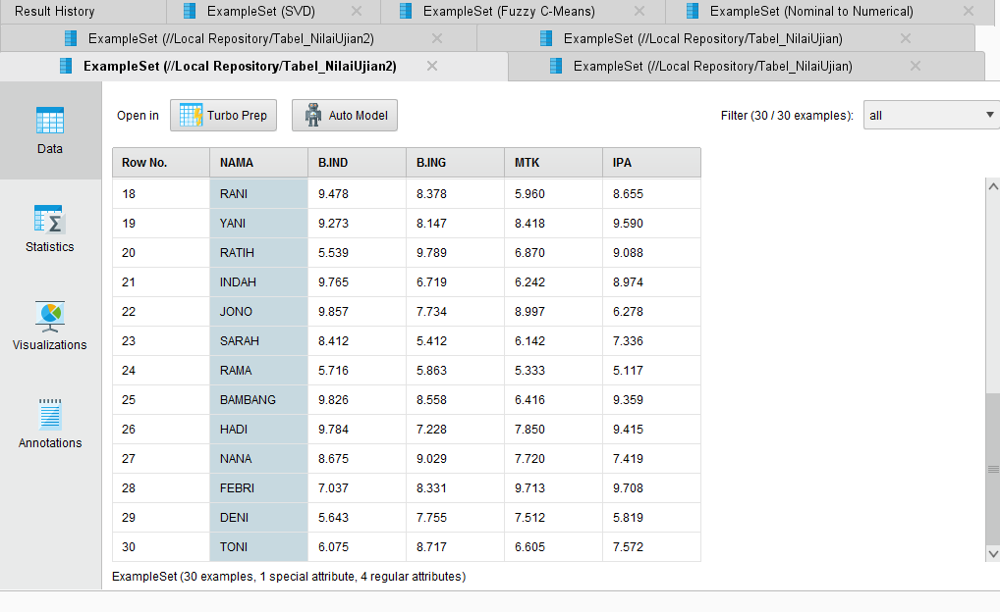 Result History ExampleSet (SVD) ExampleSet (Fuzzy C-Means) ExampleSet (Nominal to Numerical)
ExampleSet (//Local Repository/Tabel_NilaiUjian2) ExampleSet (//Local Repository/Tabel_NilaiUjian)
ExampleSet (//Local Repository/Tabel_NilaiUjian2) ExampleSet (//Local Repository/Tabel_NilaiUjian)
Data
Statistics
Visualizations
Annotations
Open in Turbo Prep Auto Model Filter (30 / 30 examples): all
Row No. NAMA B.IND B.ING MTK IPA
18 RANI 9.478 8.378 5.960 8.655
19 YANI 9.273 8.147 8.418 9.590
20 RATIH 5.539 9.789 6.870 9.088
21 INDAH 9.765 6.719 6.242 8.974
22 JONO 9.857 7.734 8.997 6.278
23 SARAH 8.412 5.412 6.142 7.336
24 RAMA 5.716 5.863 5.333 5.117
25 BAMBANG 9.826 8.558 6.416 9.359
26 HADI 9.784 7.228 7.850 9.415
27 NANA 8.675 9.029 7.720 7.419
28 FEBRI 7.037 8.331 9.713 9.708
29 DENI 5.643 7.755 7.512 5.819
30 TONI 6.075 8.717 6.605 7.572
ExampleSet (30 examples, 1 special attribute, 4 regular attributes)